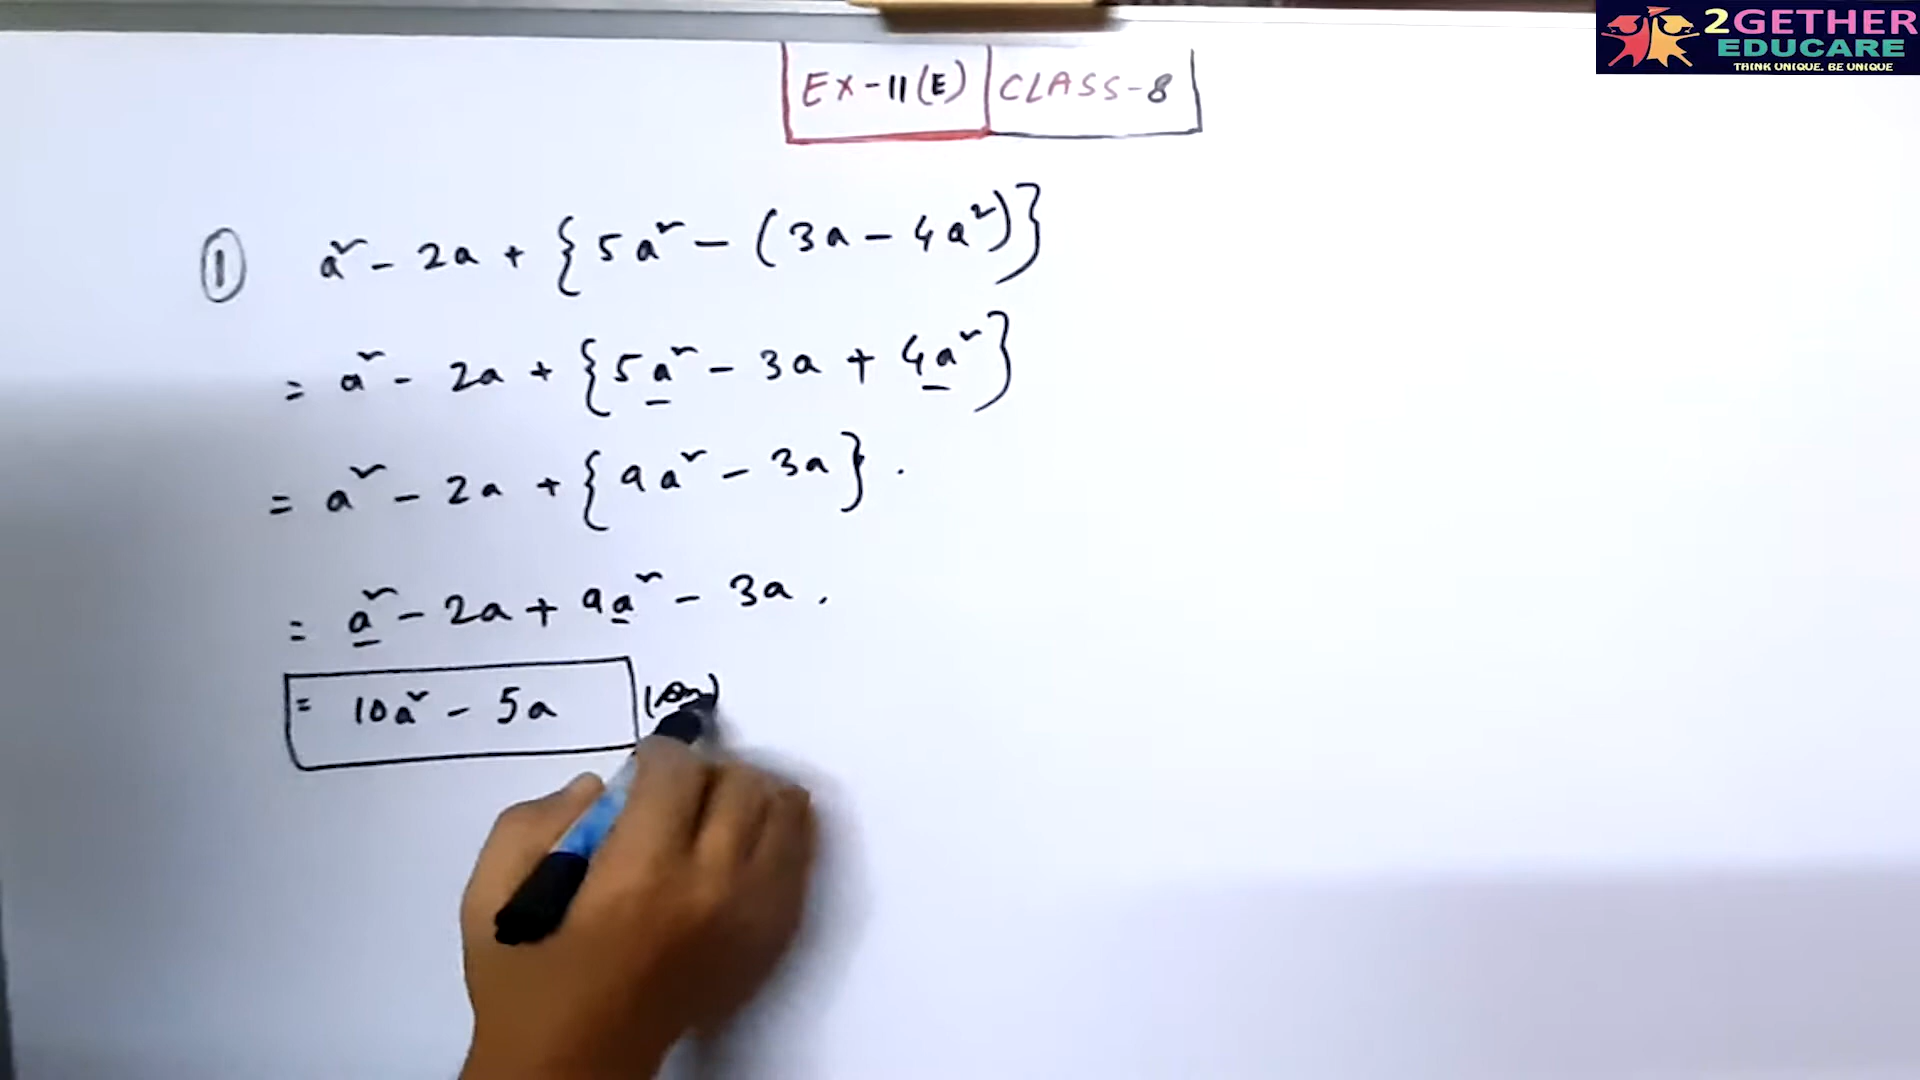 2GETHER
EDUCARE
THINK UNIQUE. BE UNIQUE
EX-11(E) CLASS-8
① a² - 2a + {5a² - (3a - 4a²)}
= a² - 2a + {5a² - 3a + 4a²}
= a² - 2a + {9a² - 3a}.
= a² - 2a + 9a² - 3a.
= 10a² - 5a (Ans)